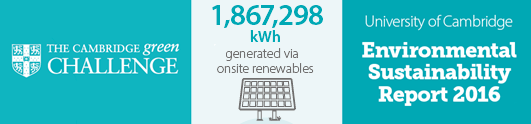 THE CAMBRIDGE green
CHALLENGE
1,867,298
kWh
generated via
onsite renewables
University of Cambridge
Environmental
Sustainability
Report 2016